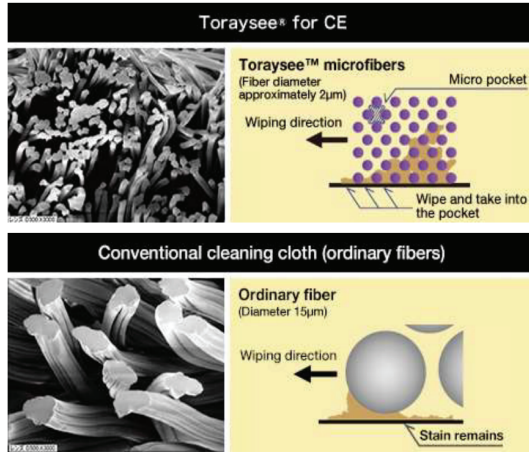 Toraysee® for CE
Toraysee™ microfibers
(Fiber diameter
approximately 2μm)
Micro pocket
Wiping direction
Wipe and take into
the pocket
Conventional cleaning cloth (ordinary fibers)
Ordinary fiber
(Diameter 15μm)
Wiping direction
Stain remains